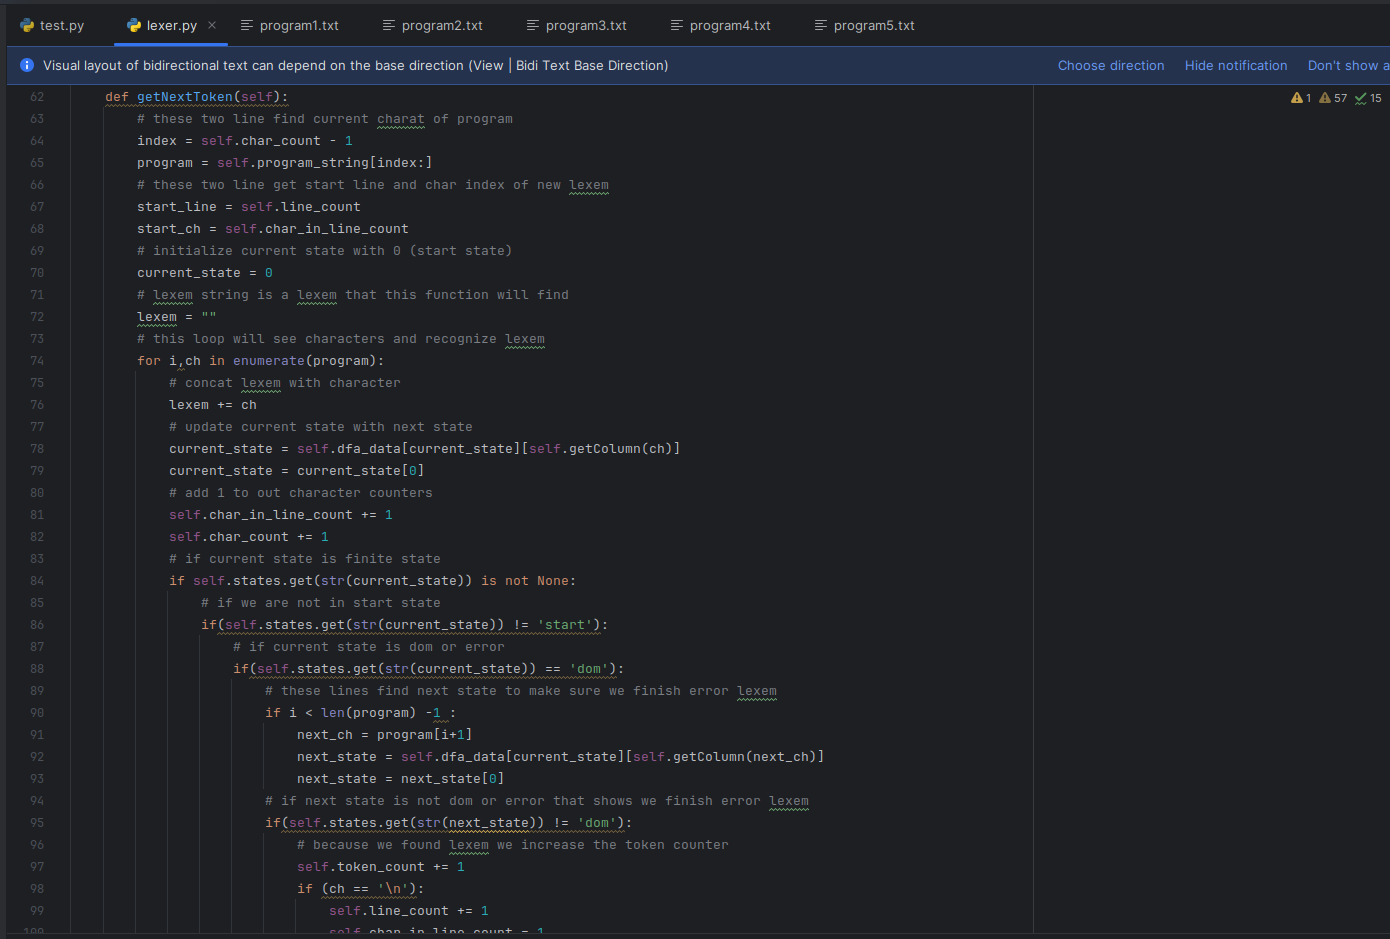 test.py lexer.py program1.txt program2.txt program3.txt program4.txt program5.txt
Visual layout of bidirectional text can depend on the base direction (View | Bidi Text Base Direction) Choose direction Hide notification Don't show a
62 def getNextToken(self): 1 57 15
63 # these two line find current charat of program
64 index = self.char_count - 1
65 program = self.program_string[index:]
66 # these two line get start line and char index of new lexem
67 start_line = self.line_count
68 start_ch = self.char_in_line_count
69 # initialize current state with 0 (start state)
70 current_state = 0
71 # lexem string is a lexem that this function will find
72 lexem = ""
73 # this loop will see characters and recognize lexem
74 for i,ch in enumerate(program):
75 # concat lexem with character
76 lexem += ch
77 # update current state with next state
78 current_state = self.dfa_data[current_state][self.getColumn(ch)]
79 current_state = current_state[0]
80 # add 1 to out character counters
81 self.char_in_line_count += 1
82 self.char_count += 1
83 # if current state is finite state
84 if self.states.get(str(current_state)) is not None:
85 # if we are not in start state
86 if(self.states.get(str(current_state)) != 'start'):
87 # if current state is dom or error
88 if(self.states.get(str(current_state)) == 'dom'):
89 # these lines find next state to make sure we finish error lexem
90 if i < len(program) -1 :
91 next_ch = program[i+1]
92 next_state = self.dfa_data[current_state][self.getColumn(next_ch)]
93 next_state = next_state[0]
94 # if next state is not dom or error that shows we finish error lexem
95 if(self.states.get(str(next_state)) != 'dom'):
96 # because we found lexem we increase the token counter
97 self.token_count += 1
98 if (ch == '\n'):
99 self.line_count += 1
100 self.char_in_line_count = 1